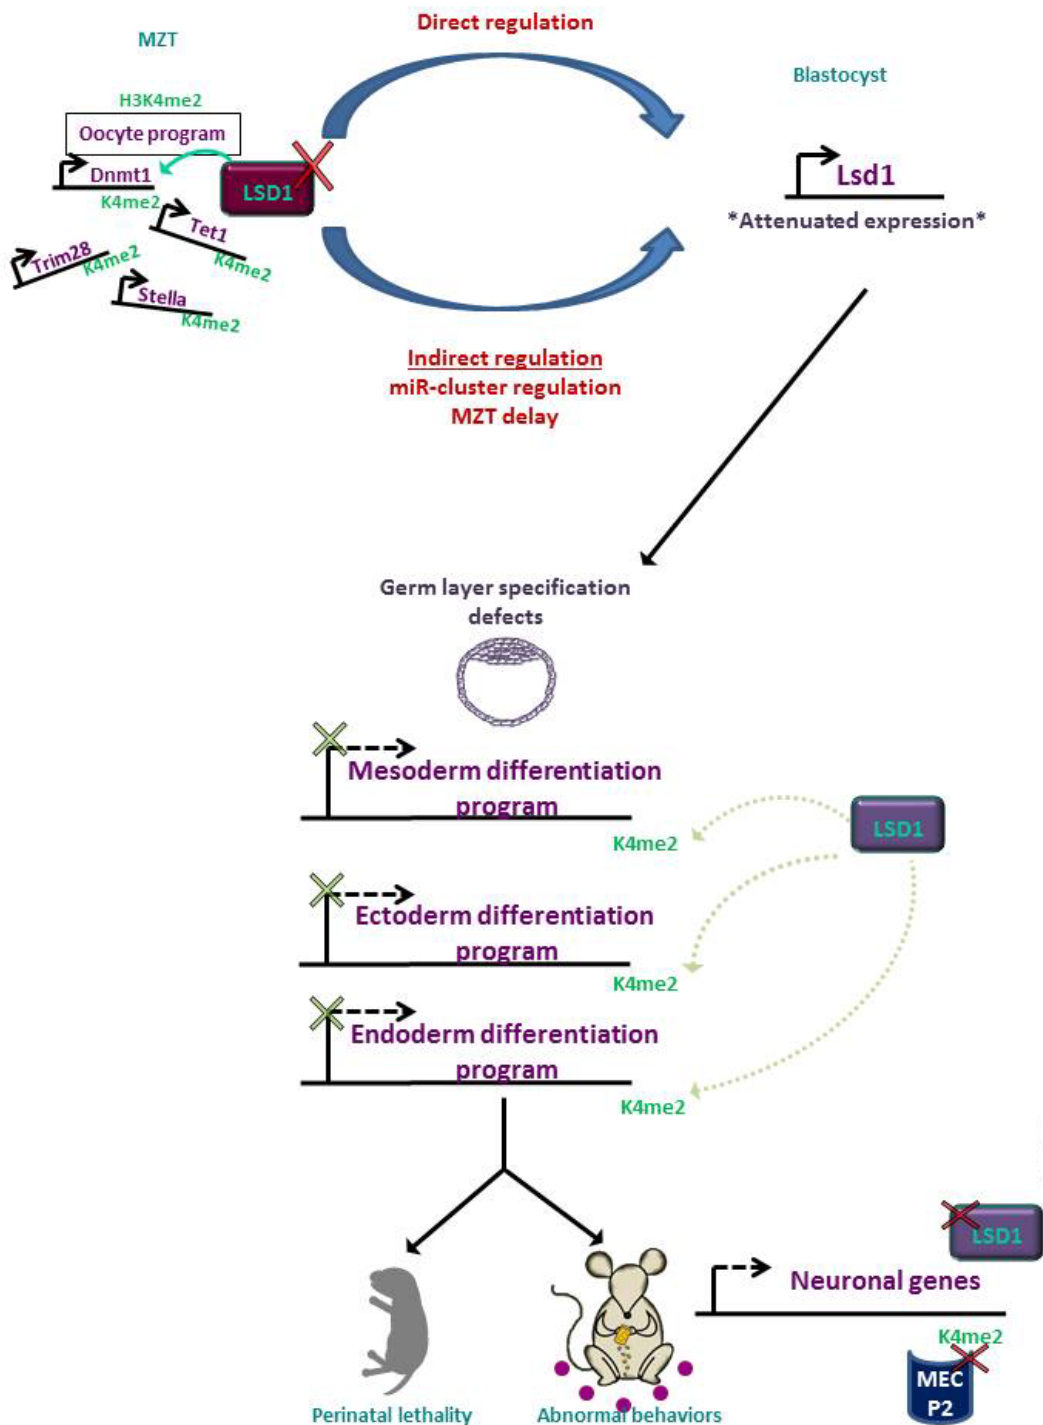 Direct regulation
MZT
Blastocyst
H3K4me2
Oocyte program
Dnmt1
LSD1
K4me2
Tet1
K4me2
Trim28
K4me2
Stella
K4me2
Lsd1
*Attenuated expression*
Indirect regulation
miR-cluster regulation
MZT delay
Germ layer specification
defects
Mesoderm differentiation
program
K4me2
LSD1
Ectoderm differentiation
program
K4me2
Endoderm differentiation
program
K4me2
LSD1
Neuronal genes
K4me2
MEC
P2
Perinatal lethality
Abnormal behaviors